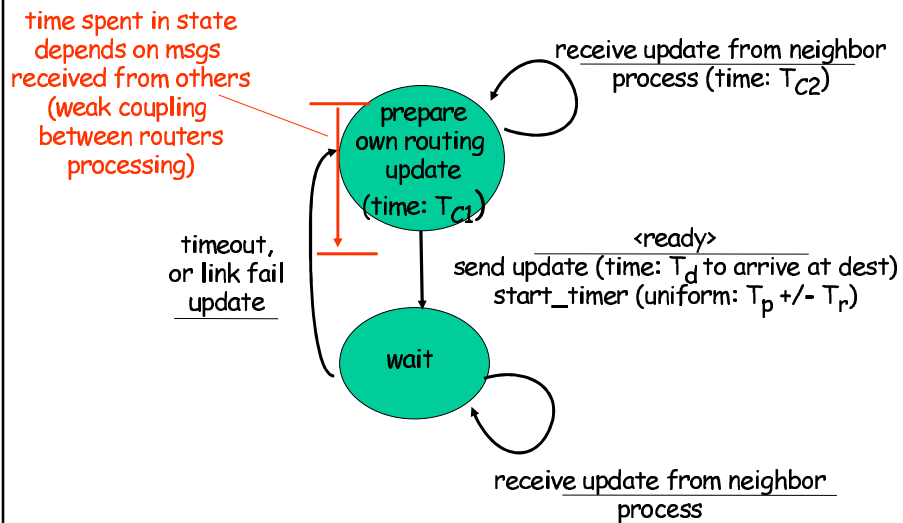 time spent in state
depends on msgs
received from others
(weak coupling
between routers
processing)
receive update from neighbor
process (time: TC2)
prepare
own routing
update
(time: TC1)
timeout,
or link fail
update
<ready>
send update (time: Td to arrive at dest)
start_timer (uniform: Tp +/- Tr)
wait
receive update from neighbor
process